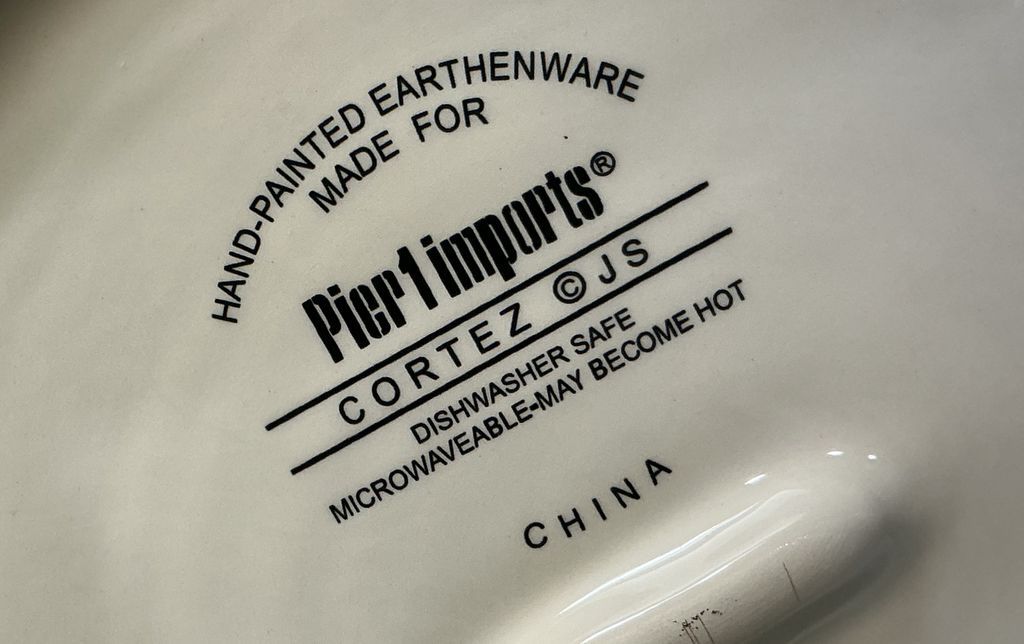 HAND-PAINTED EARTHENWARE
MADE FOR
Pier 1 imports®
CORTEZ ©JS
DISHWASHER SAFE
MICROWAVEABLE-MAY BECOME HOT
CHINA